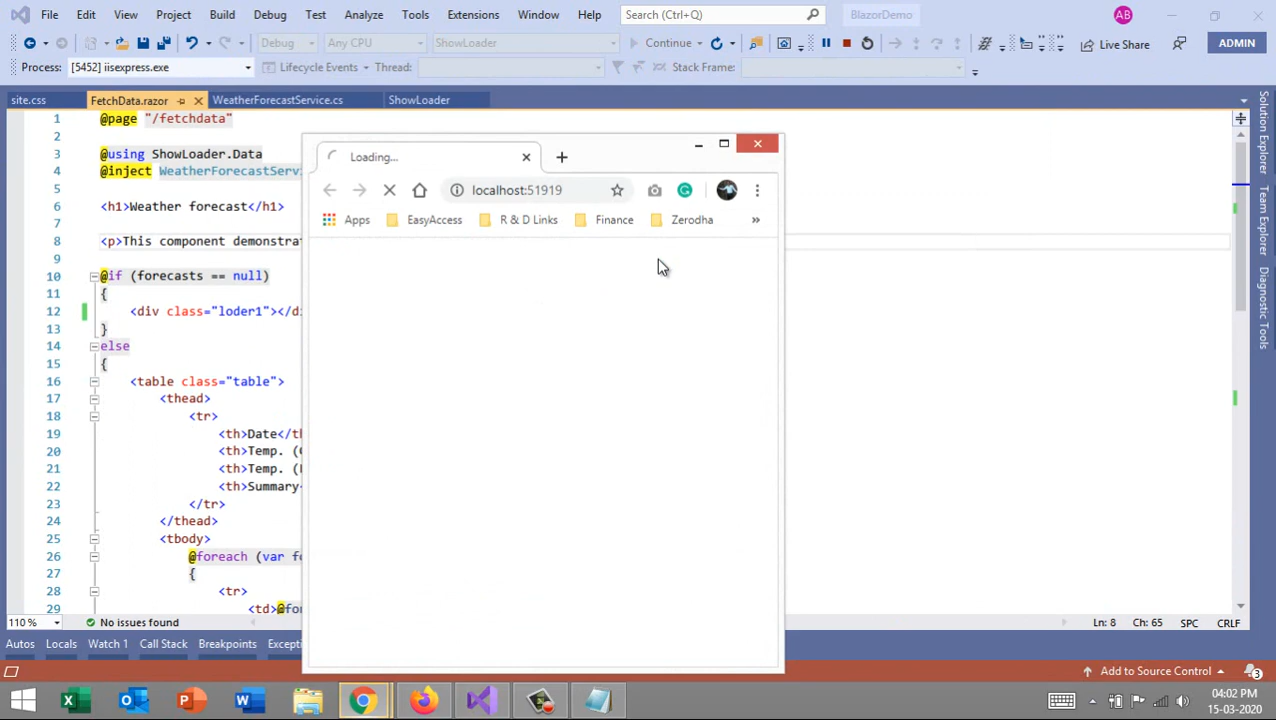 File Edit View Project Build Debug Test Analyze Tools Extensions Window Help Search (Ctrl+Q) BlazorDemo AB
Debug Any CPU ShowLoader Continue Live Share ADMIN
Process: [5452] iisexpress.exe Lifecycle Events Thread: Stack Frame:
site.css FetchData.razor WeatherForecastService.cs ShowLoader
1 @page "/fetchdata"
2
3 @using ShowLoader.Data
4 @inject WeatherForecastServi
5
6 <h1>Weather forecast</h1>
7
8 <p>This component demonstrat
9
10 @if (forecasts == null)
11 {
12 <div class="loder1"></di
13 }
14 else
15 {
16 <table class="table">
17 <thead>
18 <tr>
19 <th>Date</th
20 <th>Temp. (
21 <th>Temp. (
22 <th>Summary<
23 </tr>
24 </thead>
25 <tbody>
26 @foreach (var fo
27 {
28 <tr>
29 <td>@for
Loading...
localhost:51919
Apps EasyAccess R & D Links Finance Zerodha »
Solution Explorer
Team Explorer
Diagnostic Tools
110 % No issues found Ln: 8 Ch: 65 SPC CRLF
Autos Locals Watch 1 Call Stack Breakpoints Excepti
Add to Source Control 3
04:02 PM
15-03-2020